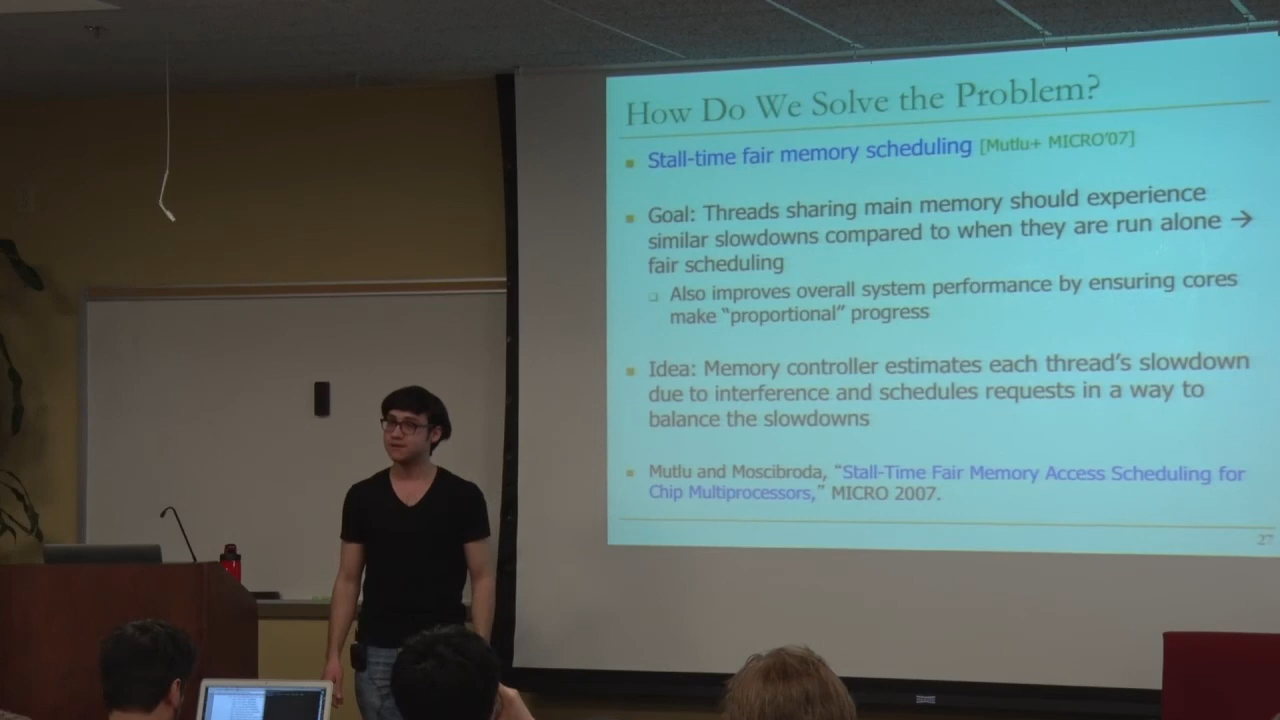 How Do We Solve the Problem?
Stall-time fair memory scheduling [Mutlu+ MICRO'07]
Goal: Threads sharing main memory should experience
similar slowdowns compared to when they are run alone →
fair scheduling
Also improves overall system performance by ensuring cores
make “proportional” progress
Idea: Memory controller estimates each thread’s slowdown
due to interference and schedules requests in a way to
balance the slowdowns
Mutlu and Moscibroda, “Stall-Time Fair Memory Access Scheduling for
Chip Multiprocessors,” MICRO 2007.
27